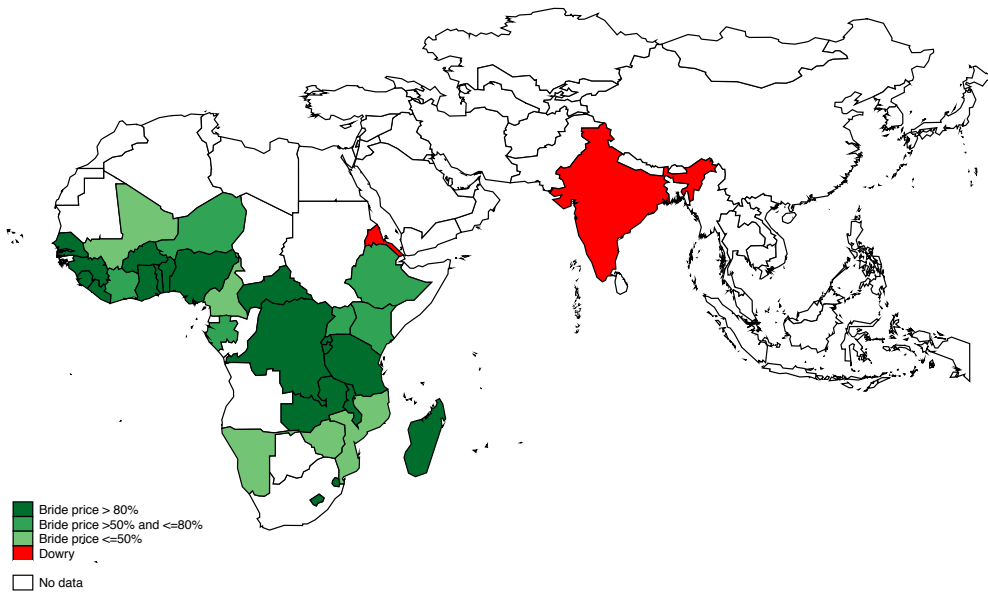 Bride price > 80%
Bride price >50% and <=80%
Bride price <=50%
Dowry
No data